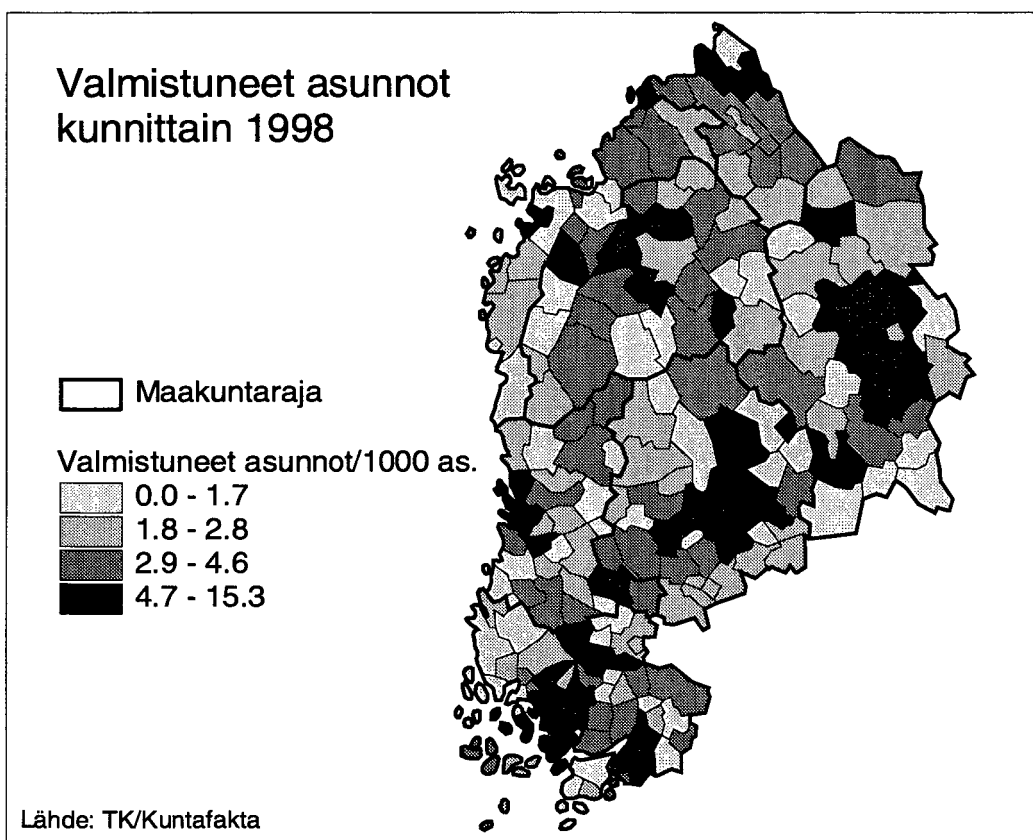 Valmistuneet asunnot
kunnittain 1998
Maakuntaraja
Valmistuneet asunnot/1000 as.
0.0 - 1.7
1.8 - 2.8
2.9 - 4.6
4.7 - 15.3
Lähde: TK/Kuntafakta